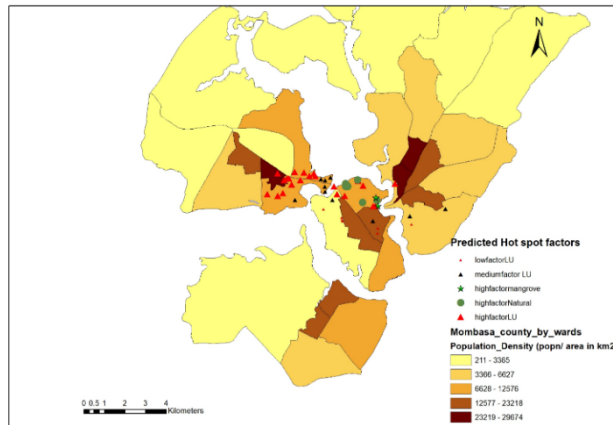 N
Predicted Hot spot factors
lowfactorLU
mediumfactor LU
highfactormangrove
highfactorNatural
highfactorLU
Mombasa_county_by_wards
Population_Density (popn/ area in km2
211 - 3365
3366 - 6627
6628 - 12576
12577 - 23218
23219 - 29674
0 0.5 1 2 3 4
Kilometers